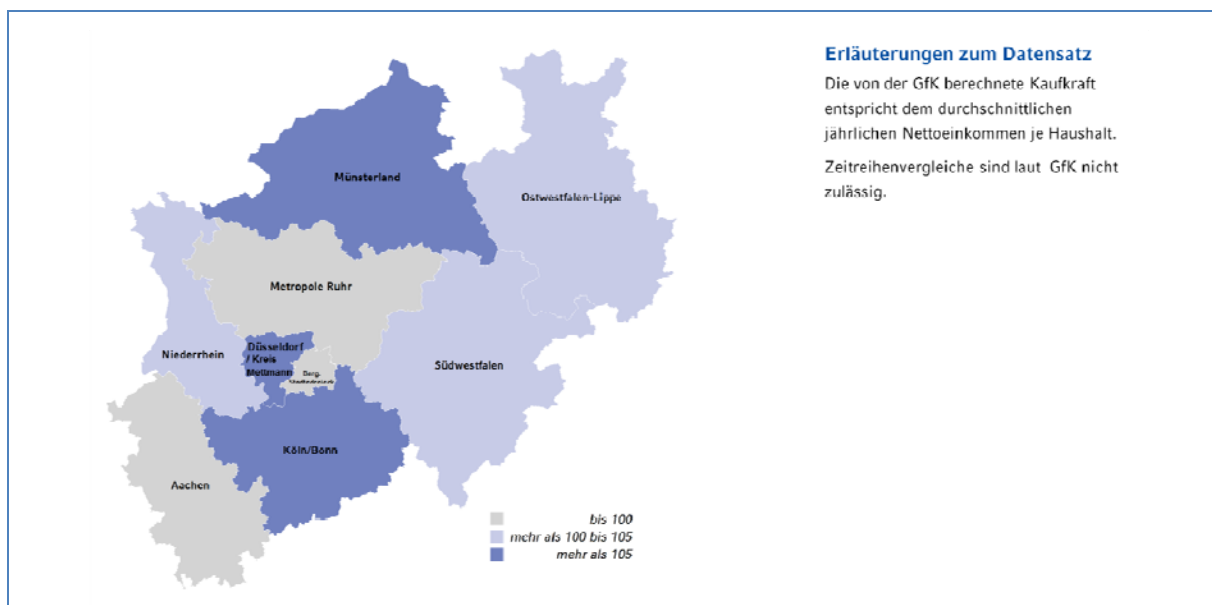 Erläuterungen zum Datensatz
Die von der GfK berechnete Kaufkraft
entspricht dem durchschnittlichen
jährlichen Nettoeinkommen je Haushalt.
Zeitreihenvergleiche sind laut GfK nicht
zulässig.
Münsterland
Ostwestfalen-Lippe
Metropole Ruhr
Niederrhein
Düsseldorf
/ Kreis
Mettmann
Berg.
Südwestfalen
Köln/Bonn
Aachen
bis 100
mehr als 100 bis 105
mehr als 105